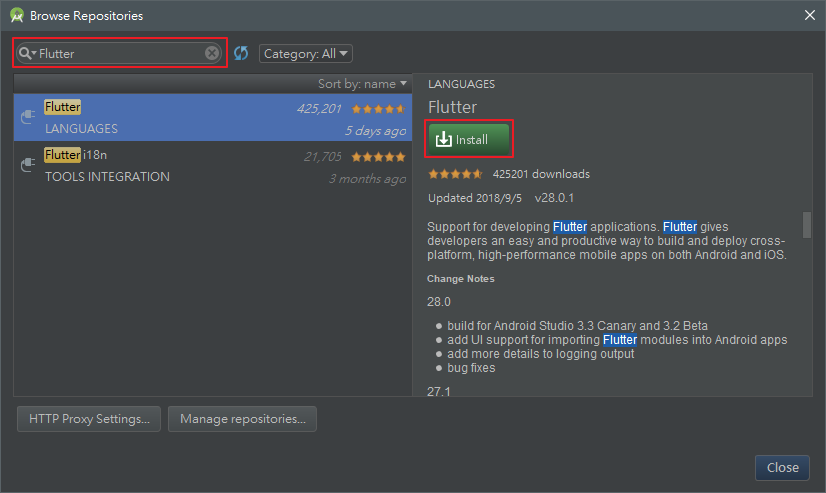 Browse Repositories
Flutter
Category: All
Sort by: name
Flutter 425,201
LANGUAGES 5 days ago
Flutter i18n 21,705
TOOLS INTEGRATION 3 months ago
LANGUAGES
Flutter
Install
425201 downloads
Updated 2018/9/5 v28.0.1
Support for developing Flutter applications. Flutter gives
developers an easy and productive way to build and deploy cross-
platform, high-performance mobile apps on both Android and iOS.
Change Notes
28.0
build for Android Studio 3.3 Canary and 3.2 Beta
add UI support for importing Flutter modules into Android apps
add more details to logging output
bug fixes
27.1
HTTP Proxy Settings...
Manage repositories...
Close